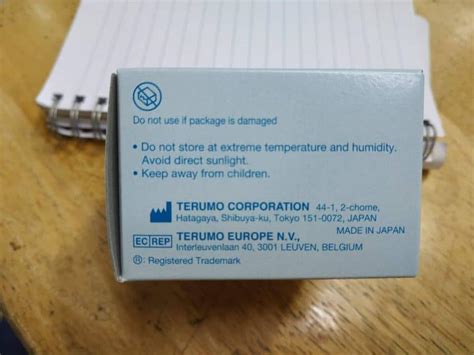 Do not use if package is damaged
• Do not store at extreme temperature and humidity.
Avoid direct sunlight.
• Keep away from children.
TERUMO CORPORATION 44-1, 2-chome,
Hatagaya, Shibuya-ku, Tokyo 151-0072, JAPAN
MADE IN JAPAN
EC REP TERUMO EUROPE N.V.,
Interleuvenlaan 40, 3001 LEUVEN, BELGIUM
®: Registered Trademark